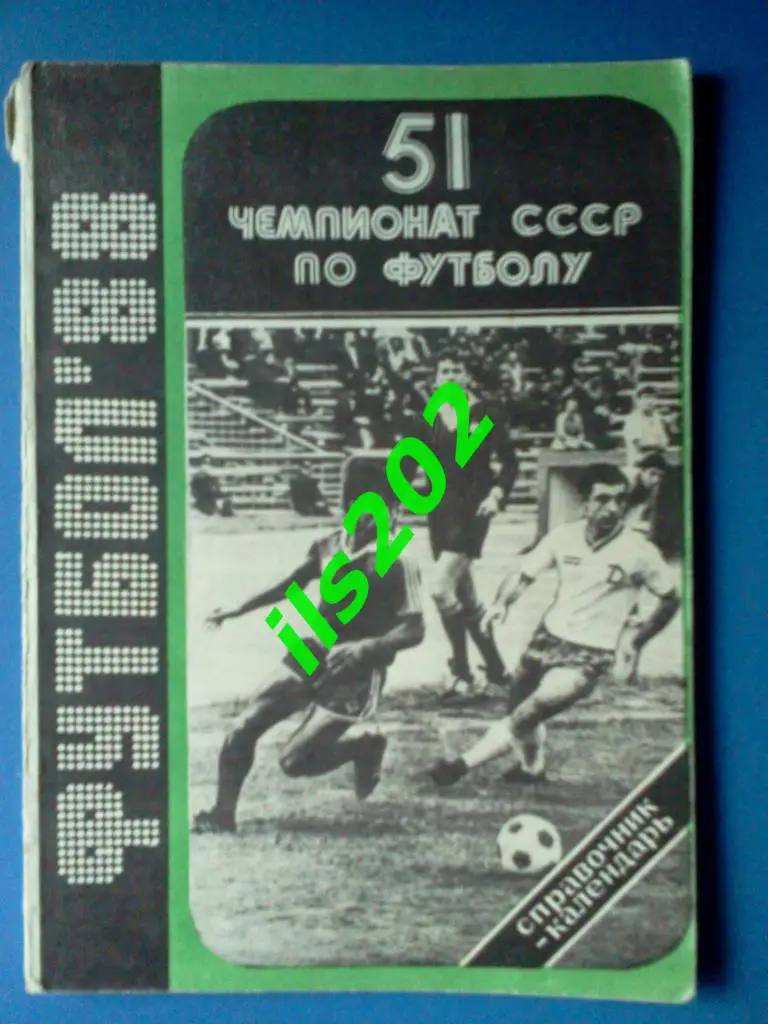 51
ЧЕМПИОНАТ СССР
ПО ФУТБОЛУ
ФУТБОЛ'88
D
ils202
справочник
-календарь